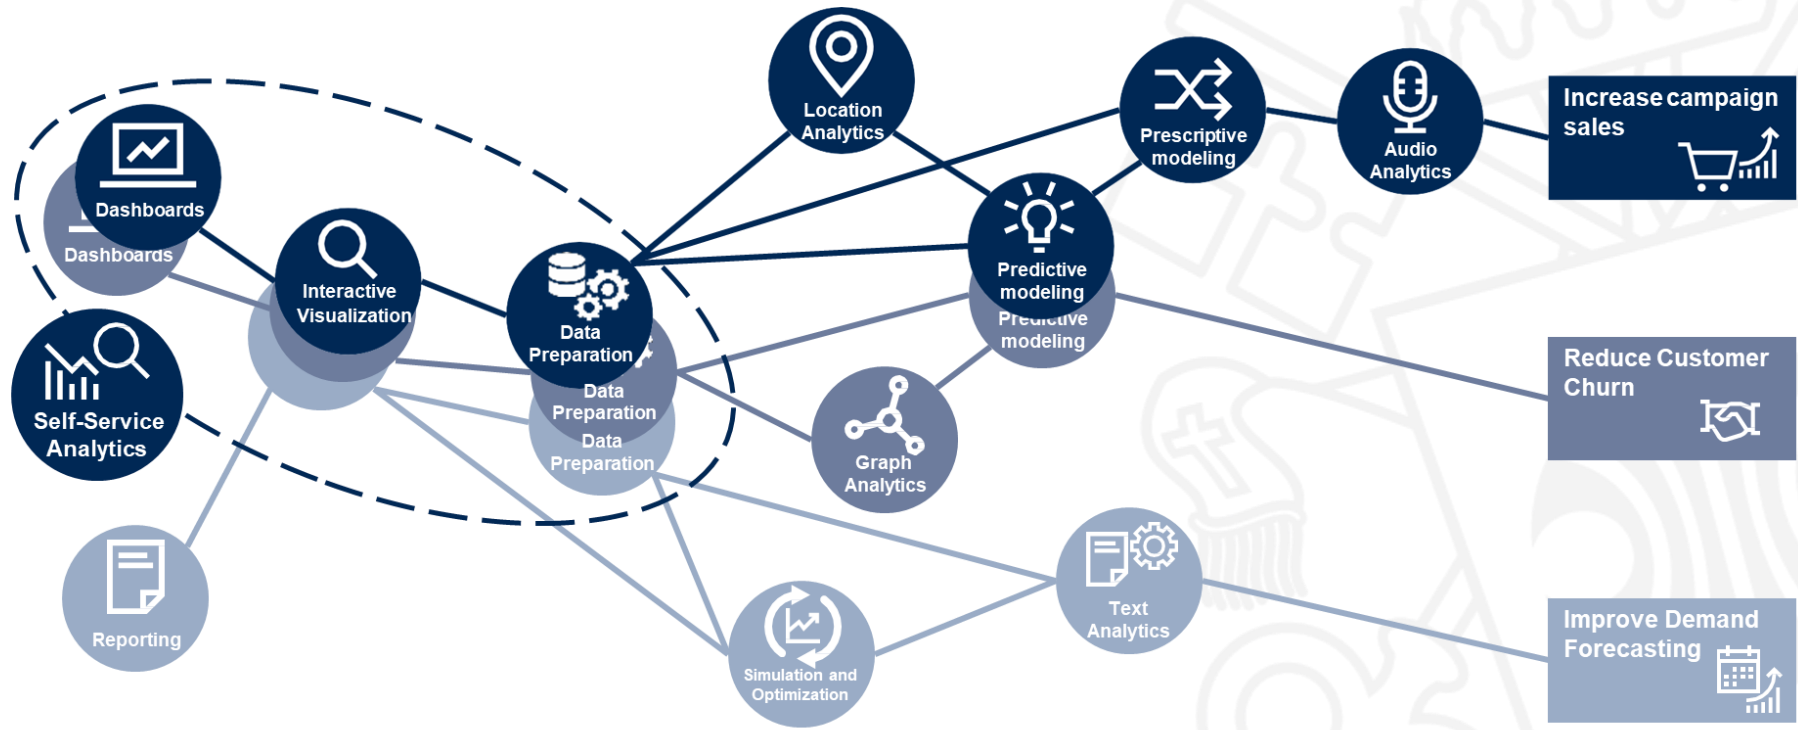 Location
Analytics
Prescriptive
modeling
Audio
Analytics
Increase campaign
sales
Dashboards
Dashboards
Interactive
Visualization
Data
Preparation
Predictive
modeling
Predictive
modeling
Reduce Customer
Churn
Self-Service
Analytics
Data
Preparation
Data
Preparation
Graph
Analytics
Reporting
Simulation and
Optimization
Text
Analytics
Improve Demand
Forecasting